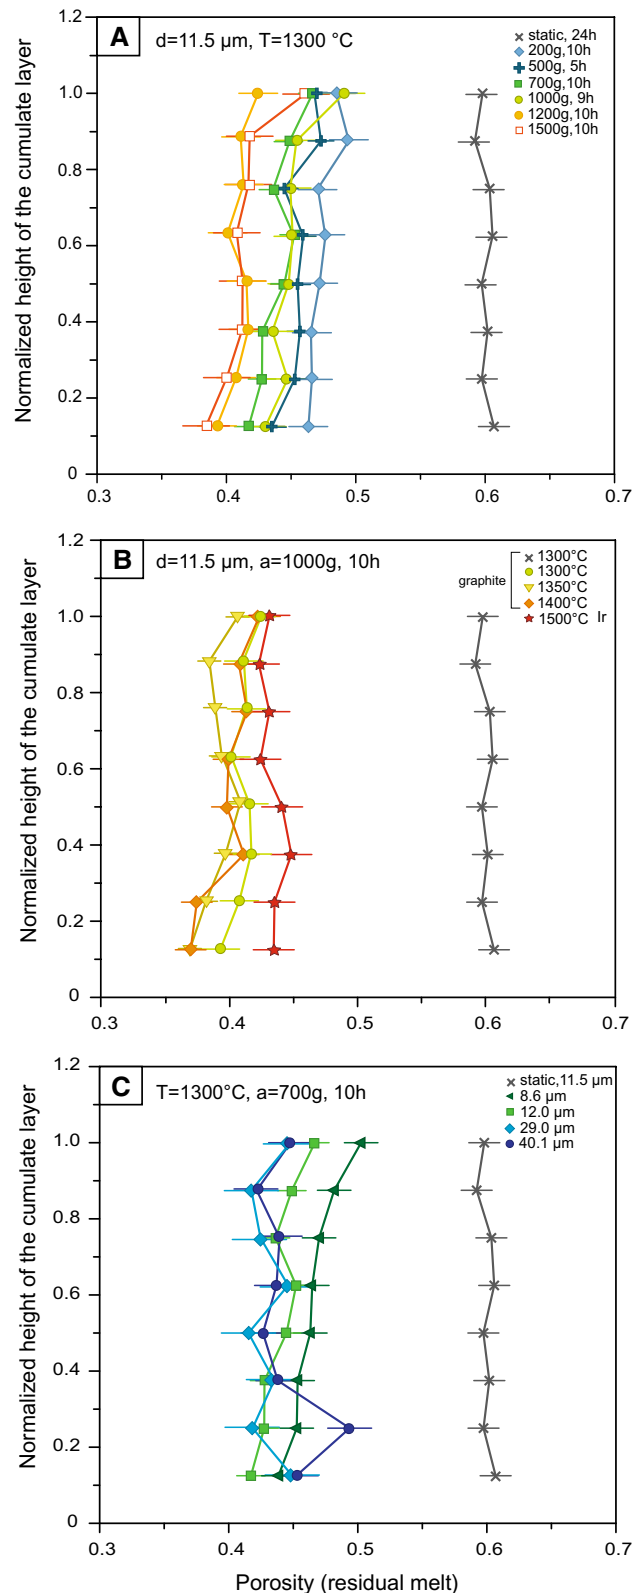 A
d=11.5 µm, T=1300 °C
static, 24h
200g,10h
500g, 5h
700g,10h
1000g, 9h
1200g,10h
1500g,10h
Normalized height of the cumulate layer
1.2
1.0
0.8
0.6
0.4
0.2
0
0.3 0.4 0.5 0.6 0.7
B
d=11.5 µm, a=1000g, 10h
graphite
1300°C
1300°C
1350°C
1400°C
1500°C Ir
Normalized height of the cumulate layer
1.2
1.0
0.8
0.6
0.4
0.2
0
0.3 0.4 0.5 0.6 0.7
C
T=1300°C, a=700g, 10h
static,11.5 µm
8.6 µm
12.0 µm
29.0 µm
40.1 µm
Normalized height of the cumulate layer
1.2
1.0
0.8
0.6
0.4
0.2
0
0.3 0.4 0.5 0.6 0.7
Porosity (residual melt)